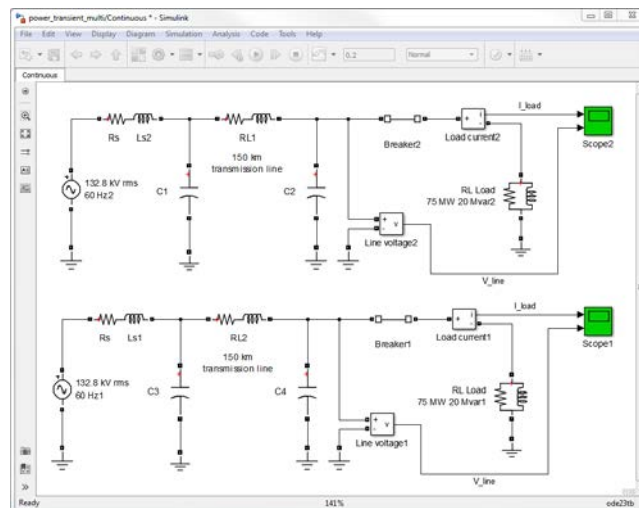 power_transient_multi/Continuous * - Simulink
File Edit View Display Diagram Simulation Analysis Code Tools Help
0.2 Normal
Continuous
I_load
Rs Ls2 RL1 Breaker2 Load current2 Scope2
150 km
transmission line
132.8 kV rms
60 Hz2
C1 C2
RL Load
75 MW 20 Mvar2
+ - v
Line voltage2
V_line
I_load
Rs Ls1 RL2 Breaker1 Load current1 Scope1
150 km
transmission line
132.8 kV rms
60 Hz1
C3 C4
RL Load
75 MW 20 Mvar1
+ - v
Line voltage1
V_line
Ready 141% ode23tb